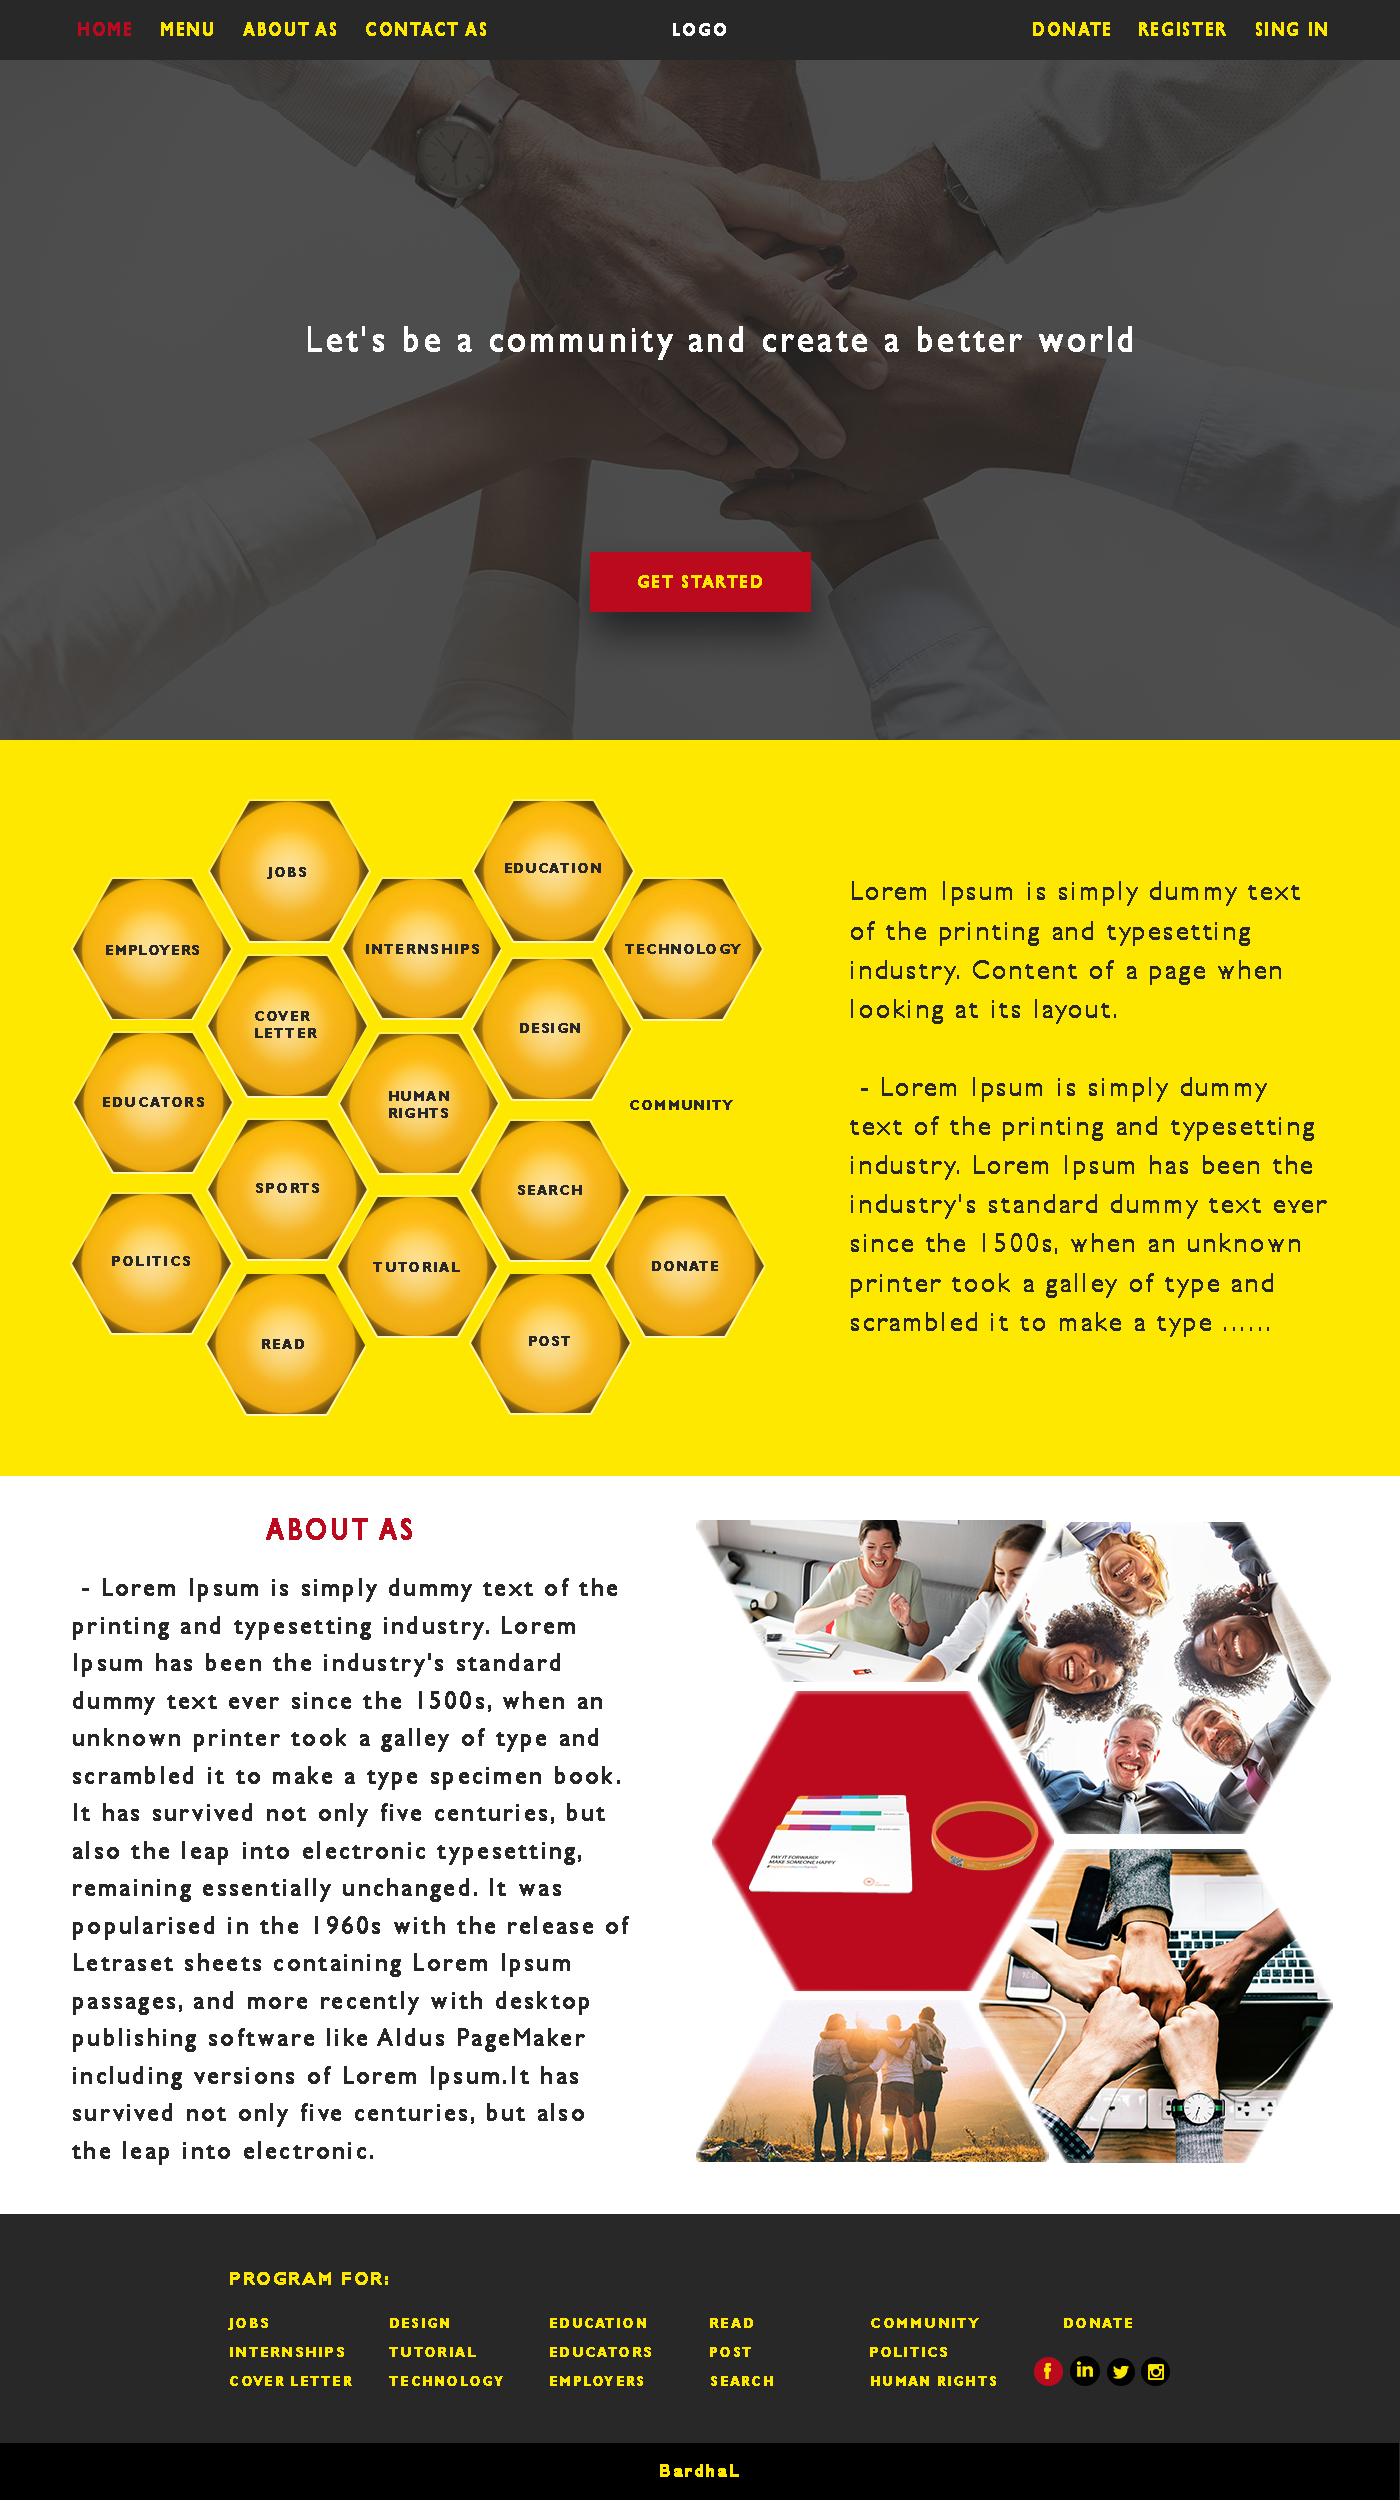 HOME MENU ABOUT AS CONTACT AS LOGO DONATE REGISTER SING IN
Let's be a community and create a better world
GET STARTED
JOBS
EDUCATION
EMPLOYERS
INTERNSHIPS
TECHNOLOGY
COVER
LETTER
DESIGN
EDUCATORS
HUMAN
RIGHTS
COMMUNITY
SPORTS
SEARCH
POLITICS
TUTORIAL
DONATE
READ
POST
Lorem Ipsum is simply dummy text
of the printing and typesetting
industry. Content of a page when
looking at its layout.
- Lorem Ipsum is simply dummy
text of the printing and typesetting
industry. Lorem Ipsum has been the
industry's standard dummy text ever
since the 1500s, when an unknown
printer took a galley of type and
scrambled it to make a type ......
ABOUT AS
- Lorem Ipsum is simply dummy text of the
printing and typesetting industry. Lorem
Ipsum has been the industry's standard
dummy text ever since the 1500s, when an
unknown printer took a galley of type and
scrambled it to make a type specimen book.
It has survived not only five centuries, but
also the leap into electronic typesetting,
remaining essentially unchanged. It was
popularised in the 1960s with the release of
Letraset sheets containing Lorem Ipsum
passages, and more recently with desktop
publishing software like Aldus PageMaker
including versions of Lorem Ipsum.It has
survived not only five centuries, but also
the leap into electronic.
PAY IT FORWARD!
MAKE SOMEONE HAPPY
PROGRAM FOR:
JOBS DESIGN EDUCATION READ COMMUNITY DONATE
INTERNSHIPS TUTORIAL EDUCATORS POST POLITICS
COVER LETTER TECHNOLOGY EMPLOYERS SEARCH HUMAN RIGHTS
BardhaL